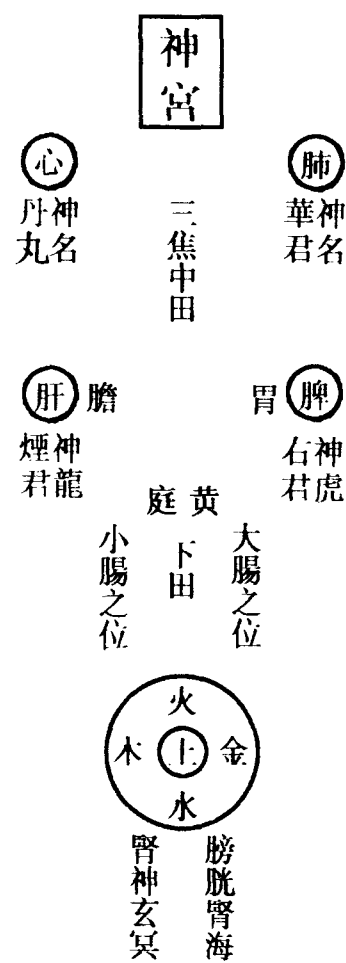 神宮
肺
神名
華君
三焦中田
心
神名
丹丸
脾
胃
神虎
右君
膽
肝
神龍
煙君
黄庭
下田
大腸之位
小腸之位
火
金
土
木
水
膀胱腎海
腎神玄冥